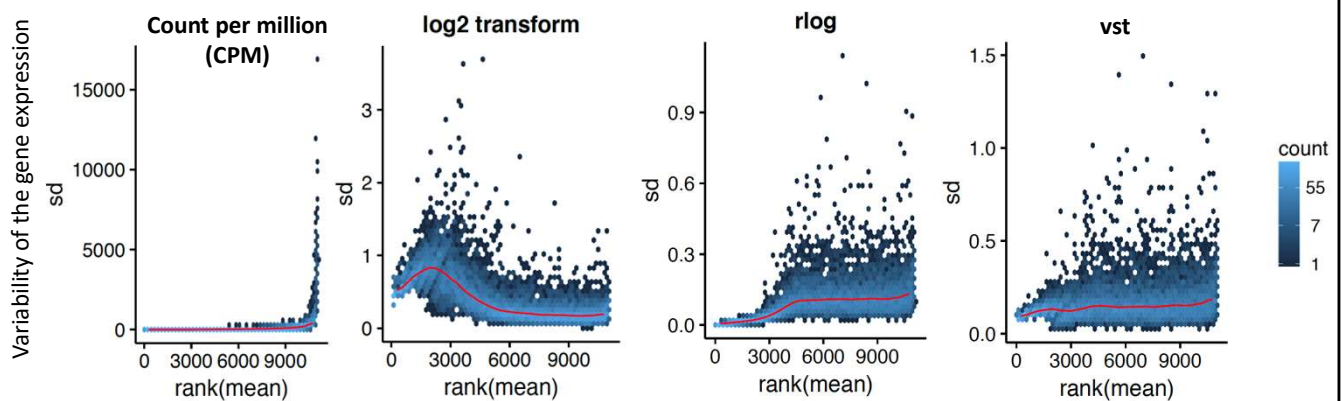 Variability of the gene expression
Count per million
(CPM)
sd
15000
10000
5000
0
0 3000 6000 9000
rank(mean)
log2 transform
sd
3
2
1
0
0 3000 6000 9000
rank(mean)
rlog
sd
0.9
0.6
0.3
0.0
0 3000 6000 9000
rank(mean)
vst
sd
1.5
1.0
0.5
0.0
0 3000 6000 9000
rank(mean)
count
55
7
1